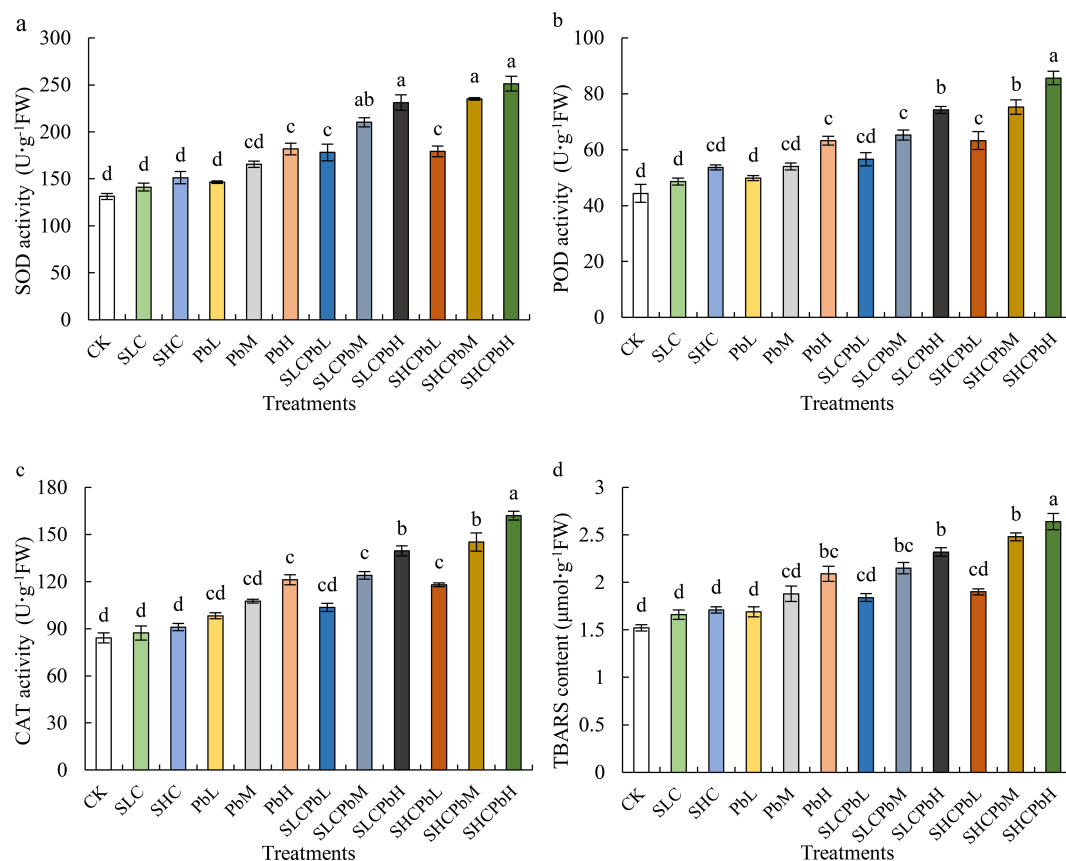 a
SOD activity (U·g⁻¹FW)
300
250
200
150
100
50
0
d
d
d
d
cd
c
c
ab
a
c
a
a
CK
SLC
SHC
PbL
PbM
PbH
SLCPbL
SLCPbM
SLCPbH
SHCPbL
SHCPbM
SHCPbH
Treatments
b
POD activity (U·g⁻¹FW)
100
80
60
40
20
0
d
d
cd
d
cd
c
cd
c
b
c
b
a
CK
SLC
SHC
PbL
PbM
PbH
SLCPbL
SLCPbM
SLCPbH
SHCPbL
SHCPbM
SHCPbH
Treatments
c
CAT activity (U·g⁻¹FW)
180
150
120
90
60
30
0
d
d
d
cd
cd
c
cd
c
b
c
b
a
CK
SLC
SHC
PbL
PbM
PbH
SLCPbL
SLCPbM
SLCPbH
SHCPbL
SHCPbM
SHCPbH
Treatments
d
TBARS content (μmol·g⁻¹FW)
3
2.5
2
1.5
1
0.5
0
d
d
d
d
cd
bc
cd
bc
b
cd
b
a
CK
SLC
SHC
PbL
PbM
PbH
SLCPbL
SLCPbM
SLCPbH
SHCPbL
SHCPbM
SHCPbH
Treatments